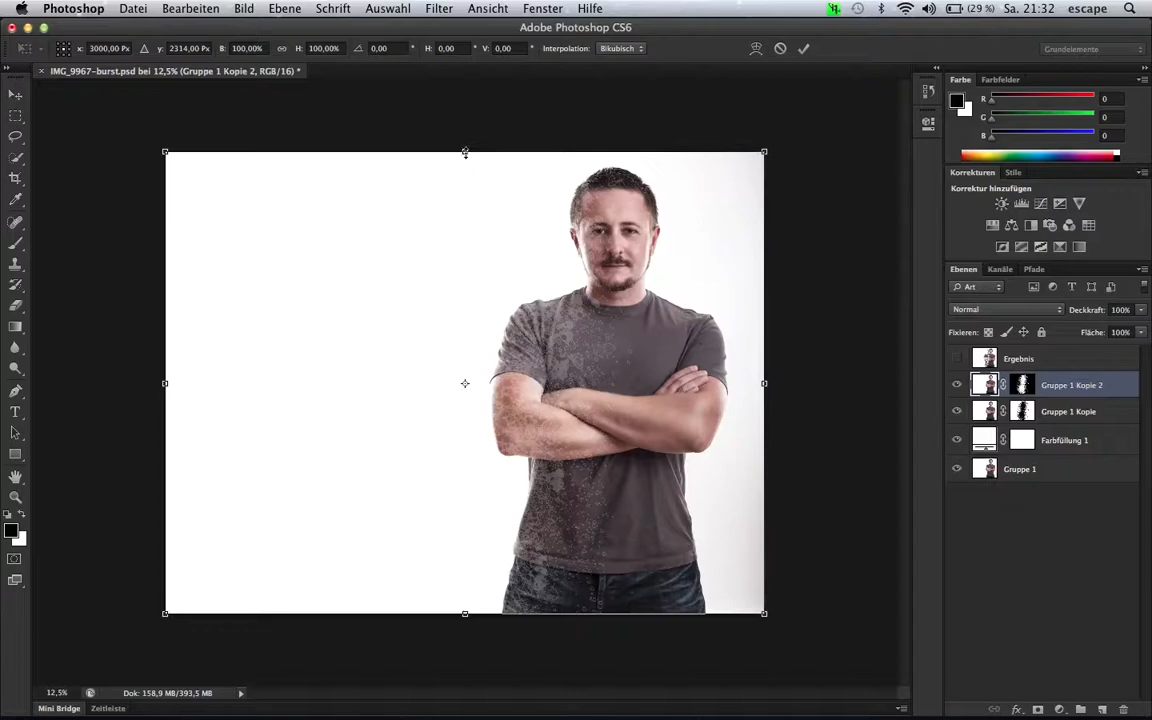 Photoshop Datei Bearbeiten Bild Ebene Schrift Auswahl Filter Ansicht Fenster Hilfe (29 %) Sa. 21:32 escape
Adobe Photoshop CS6
x: 3000,00 Px y: 2314,00 Px B: 100,00% H: 100,00% 0,00 ° H: 0,00 ° V: 0,00 ° Interpolation: Bikubisch Grundelemente
IMG_9967-burst.psd bei 12,5% (Gruppe 1 Kopie 2, RGB/16) *
Farbe Farbfelder
R 0
G 0
B 0
Korrekturen Stile
Korrektur hinzufügen
Ebenen Kanäle Pfade
Art
Normal Deckkraft: 100%
Fixieren: Fläche: 100%
Ergebnis
Gruppe 1 Kopie 2
Gruppe 1 Kopie
Farbfüllung 1
Gruppe 1
12,5% Dok: 158,9 MB/393,5 MB
Mini Bridge Zeitleiste